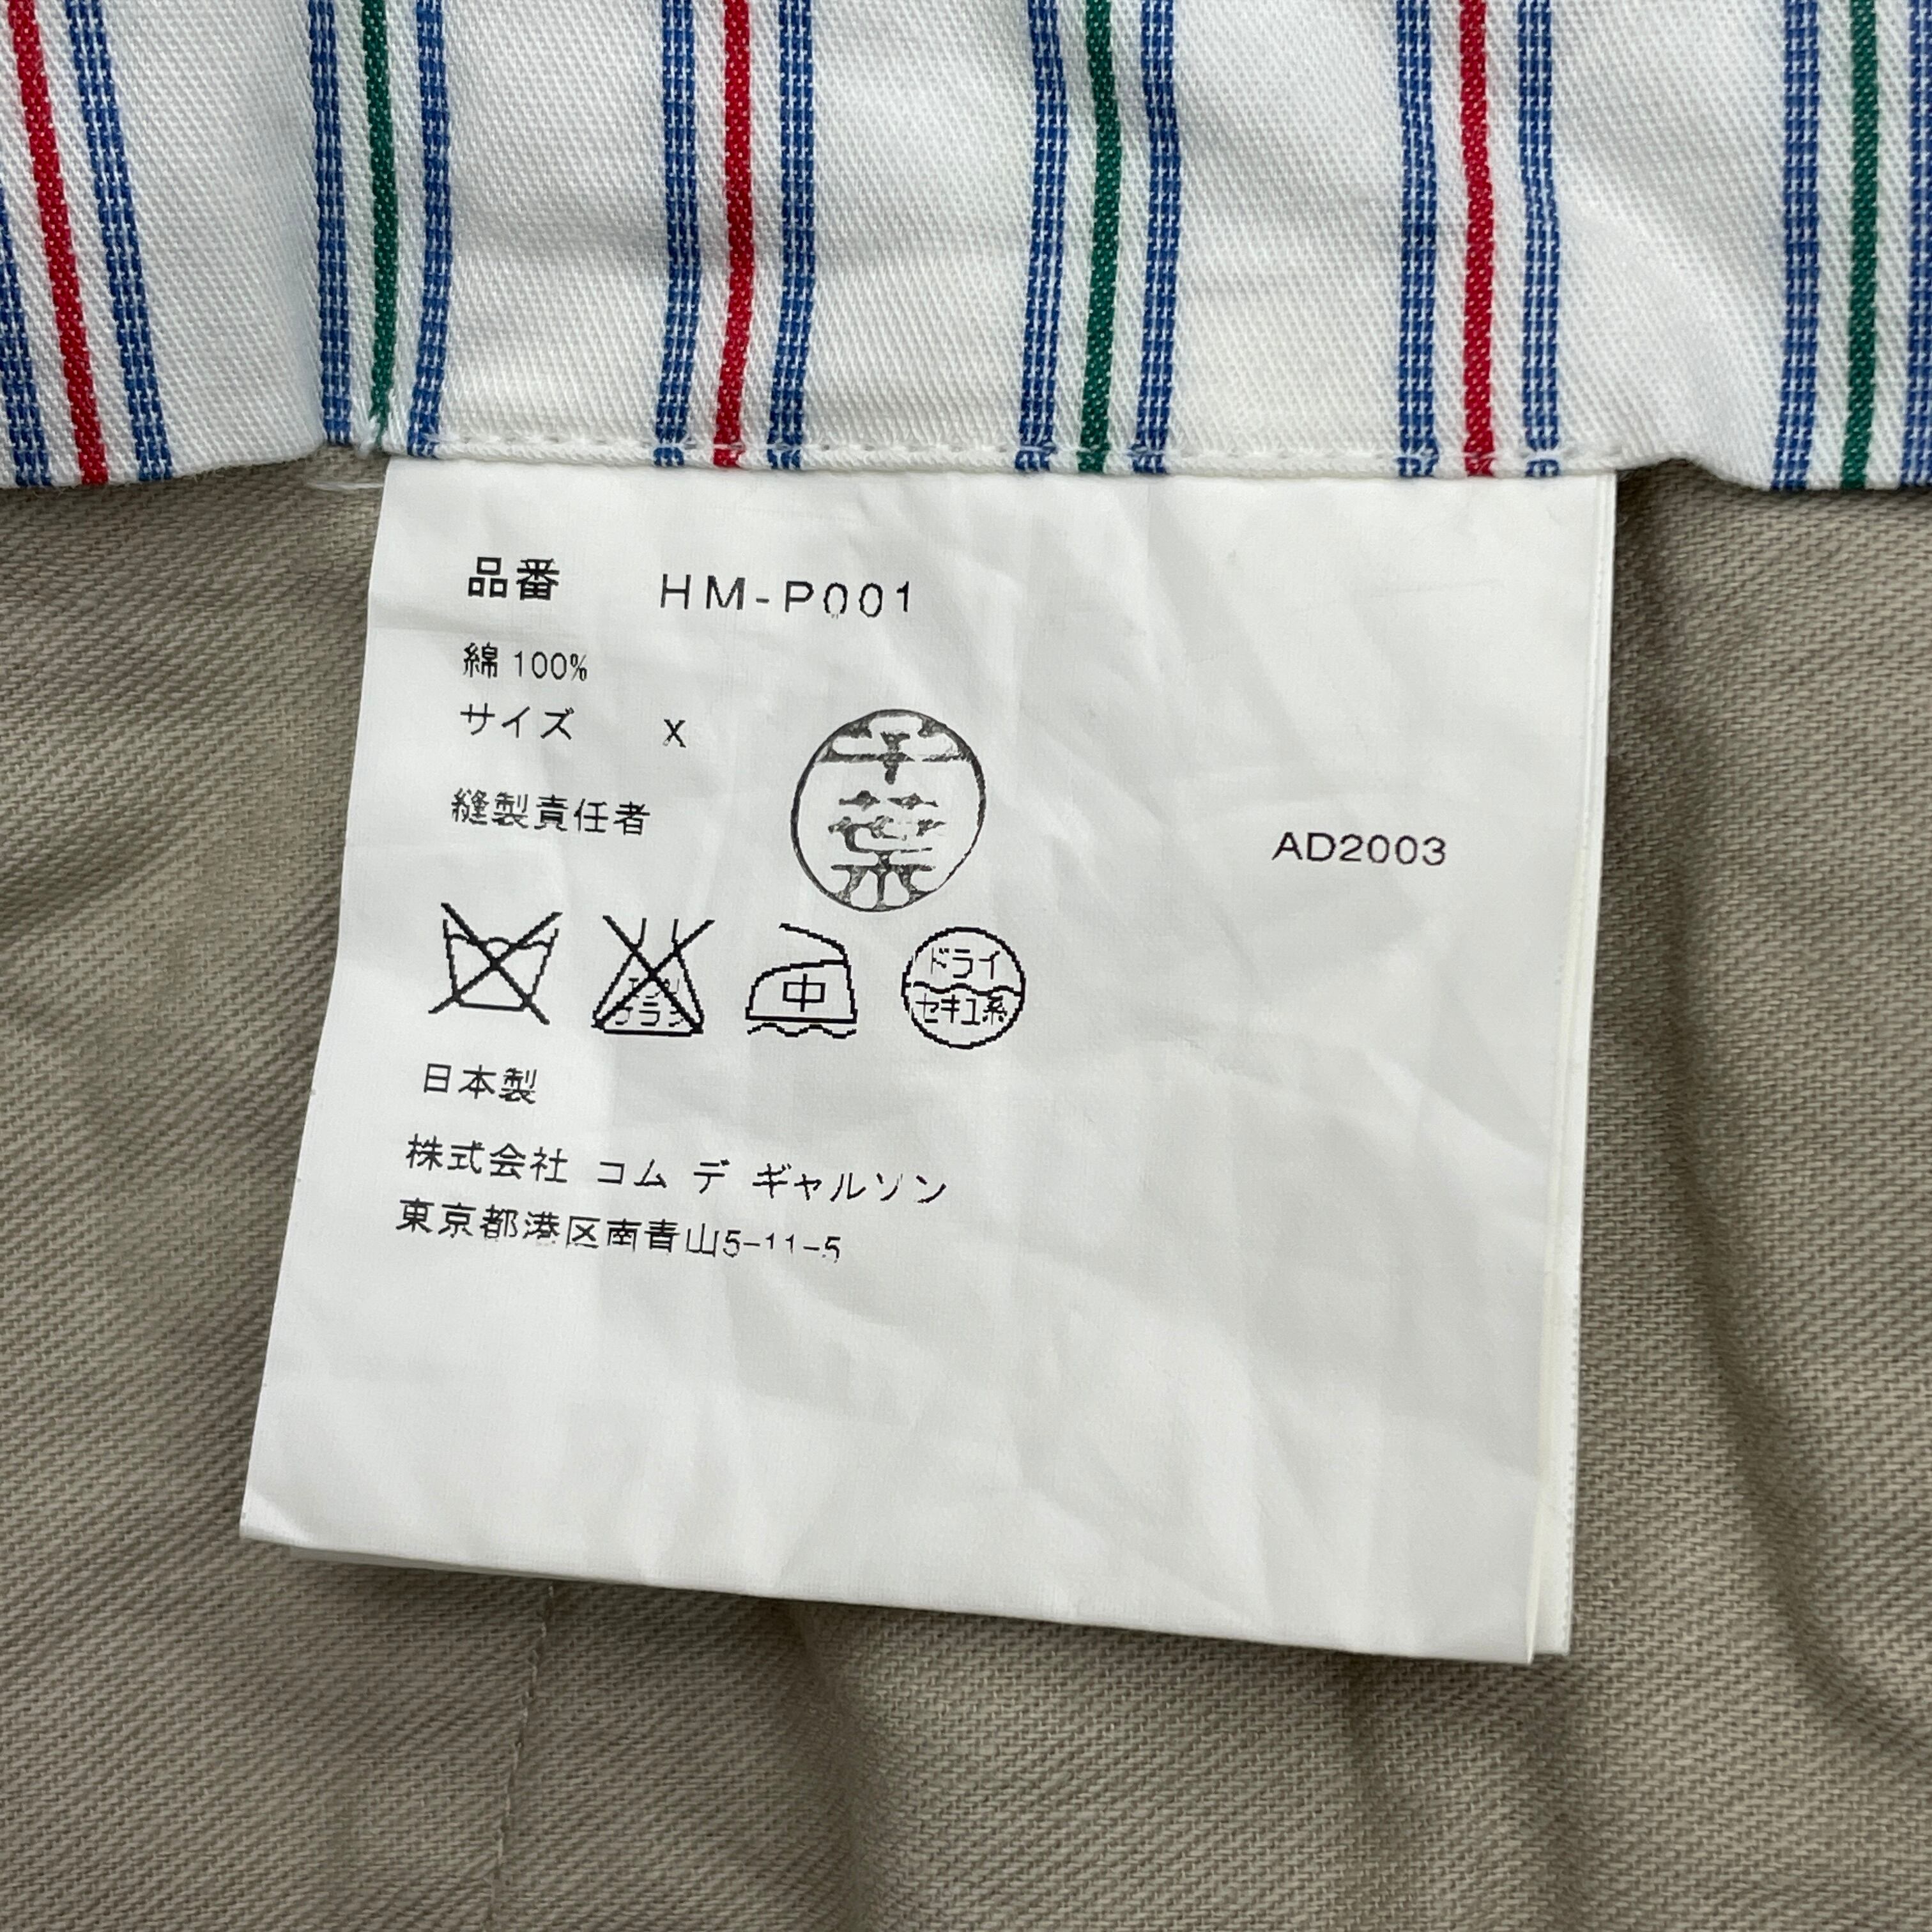 品番 HM-P001
綿 100%
サイズ X
縫製責任者
千葉
AD2003
中
ドライ
セキユ系
日本製
株式会社 コム デ ギャルソン
東京都港区南青山5-11-5